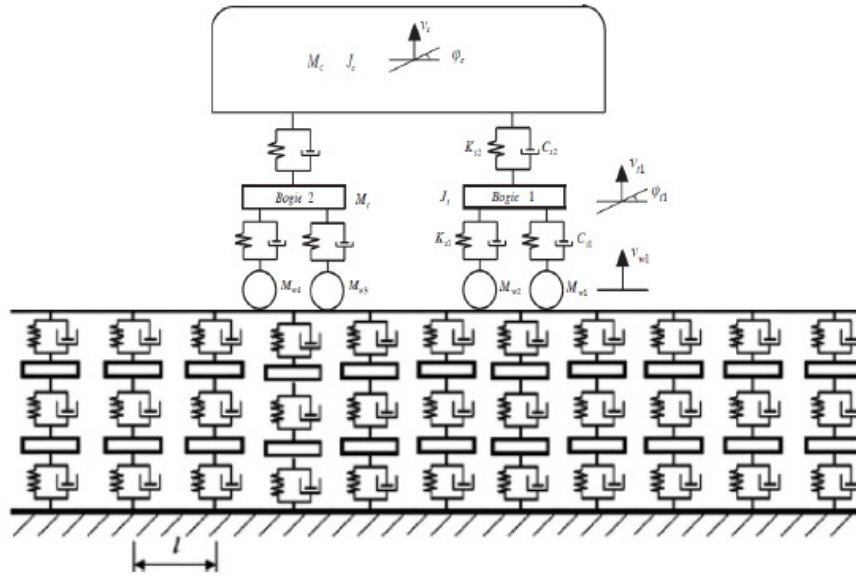 v_c
M_c J_c φ_c
K_s2 C_s2
Bogie 2 M_t J_t Bogie 1 v_t1
φ_t1
K_s1 C_s1
v_w1
M_w4 M_w3 M_w2 M_w1
l